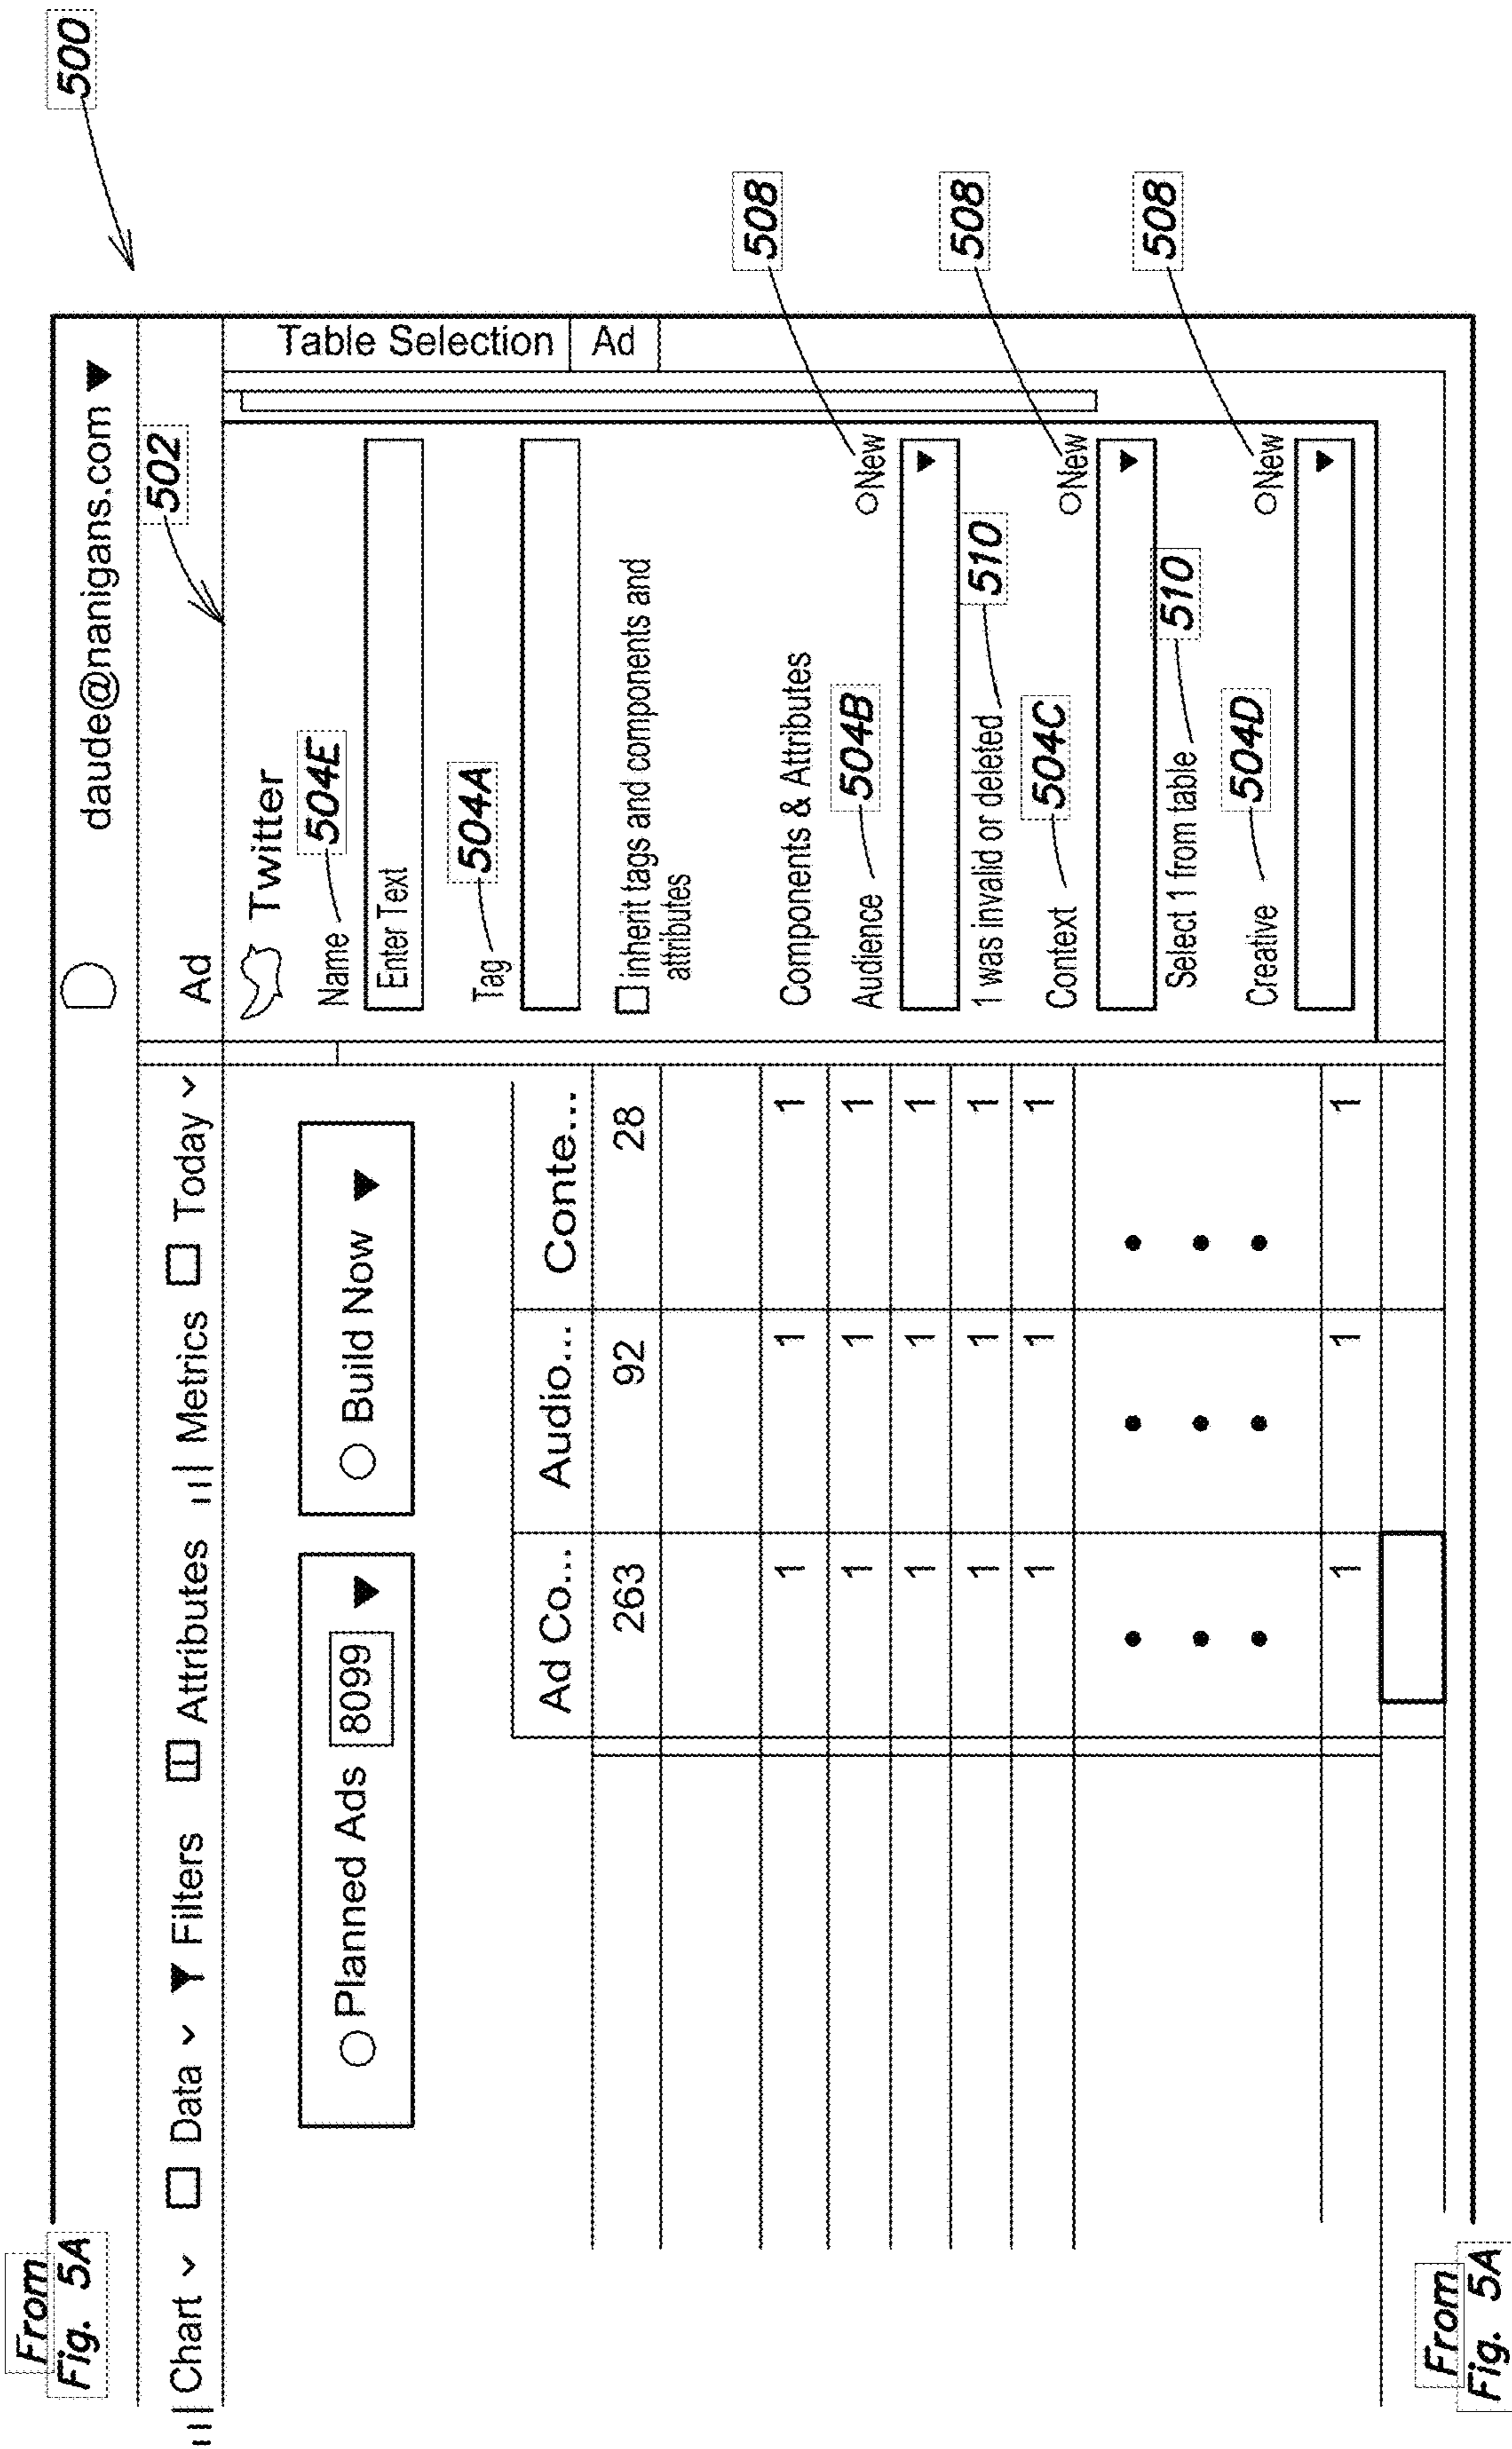 From
Fig. 5A
500
daude@nanigans.com
Chart
Data
Filters
Attributes
Metrics
Today
Ad
502
Planned Ads 8099
Build Now
Ad Co... Audio... Conte...
263 92 28
1 1 1
1 1 1
1 1 1
1 1 1
1 1 1
1 1 1
Table Selection
Ad
Twitter
Name 504E
Enter Text
Tag 504A
inherit tags and components and
attributes
Components & Attributes
Audience 504B
New 508
1 was invalid or deleted 510
Context 504C
New 508
Select 1 from table 510
Creative 504D
New 508
From
Fig. 5A